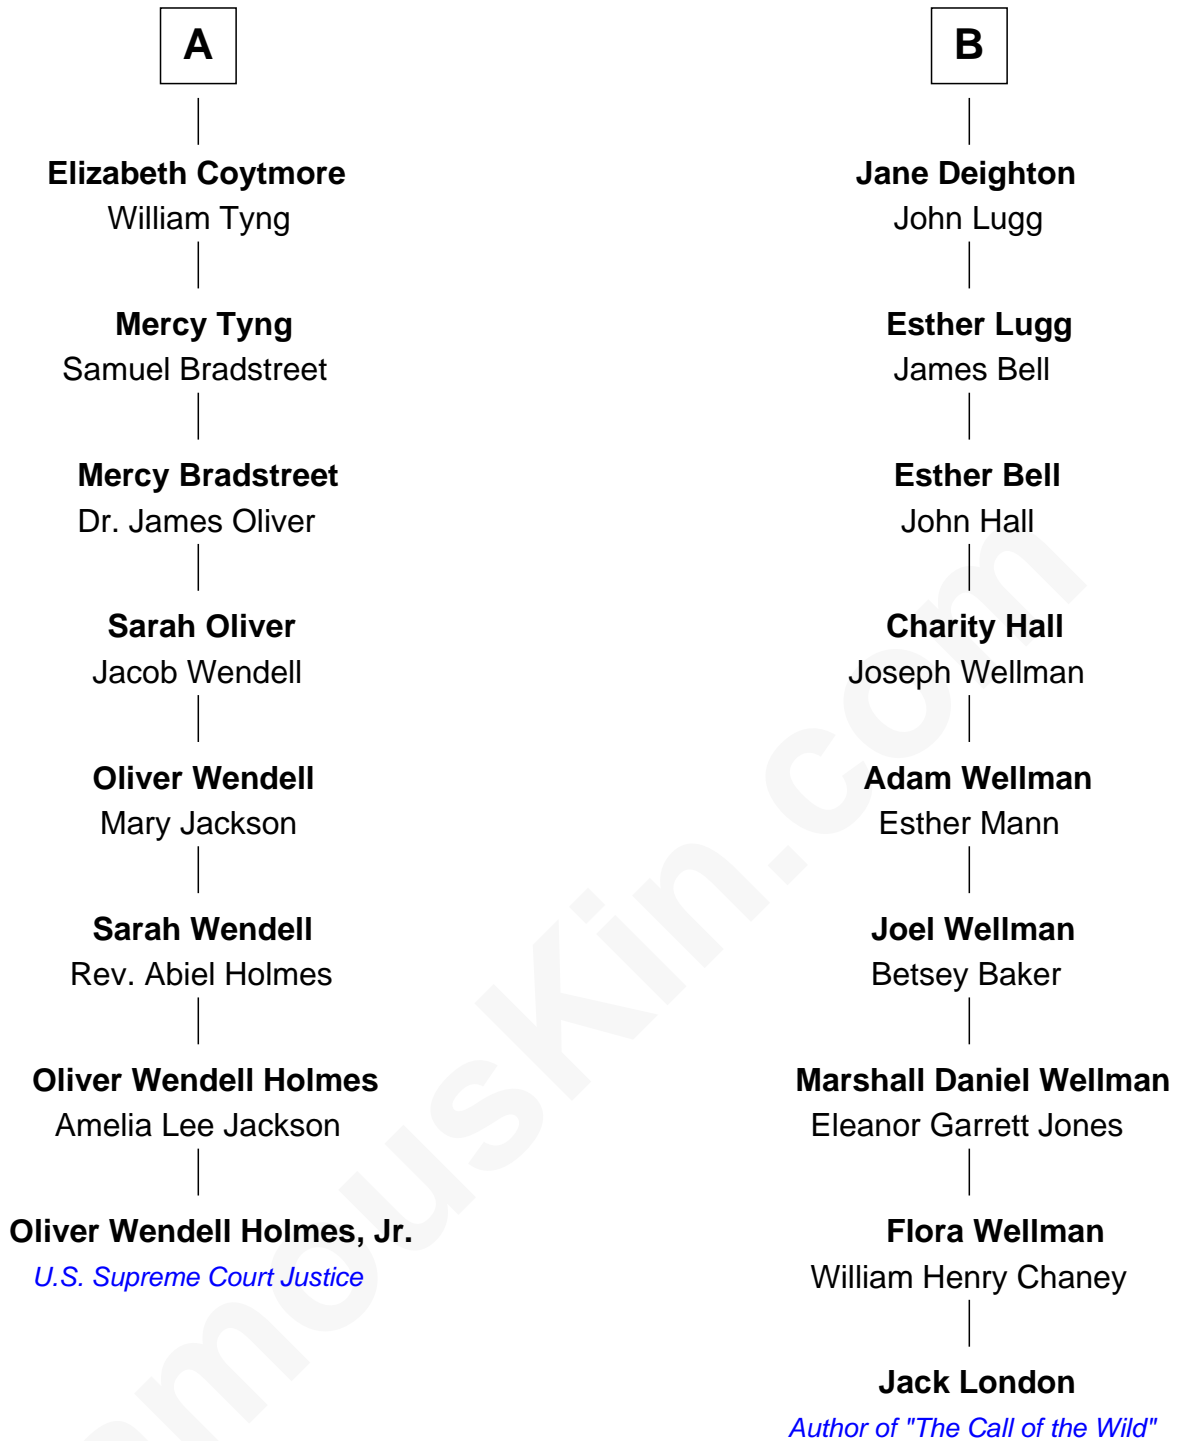 A
Elizabeth Coytmore
William Tyng
Mercy Tyng
Samuel Bradstreet
Mercy Bradstreet
Dr. James Oliver
Sarah Oliver
Jacob Wendell
Oliver Wendell
Mary Jackson
Sarah Wendell
Rev. Abiel Holmes
Oliver Wendell Holmes
Amelia Lee Jackson
Oliver Wendell Holmes, Jr.
U.S. Supreme Court Justice
B
Jane Deighton
John Lugg
Esther Lugg
James Bell
Esther Bell
John Hall
Charity Hall
Joseph Wellman
Adam Wellman
Esther Mann
Joel Wellman
Betsey Baker
Marshall Daniel Wellman
Eleanor Garrett Jones
Flora Wellman
William Henry Chaney
Jack London
Author of "The Call of the Wild"
amouskin.com